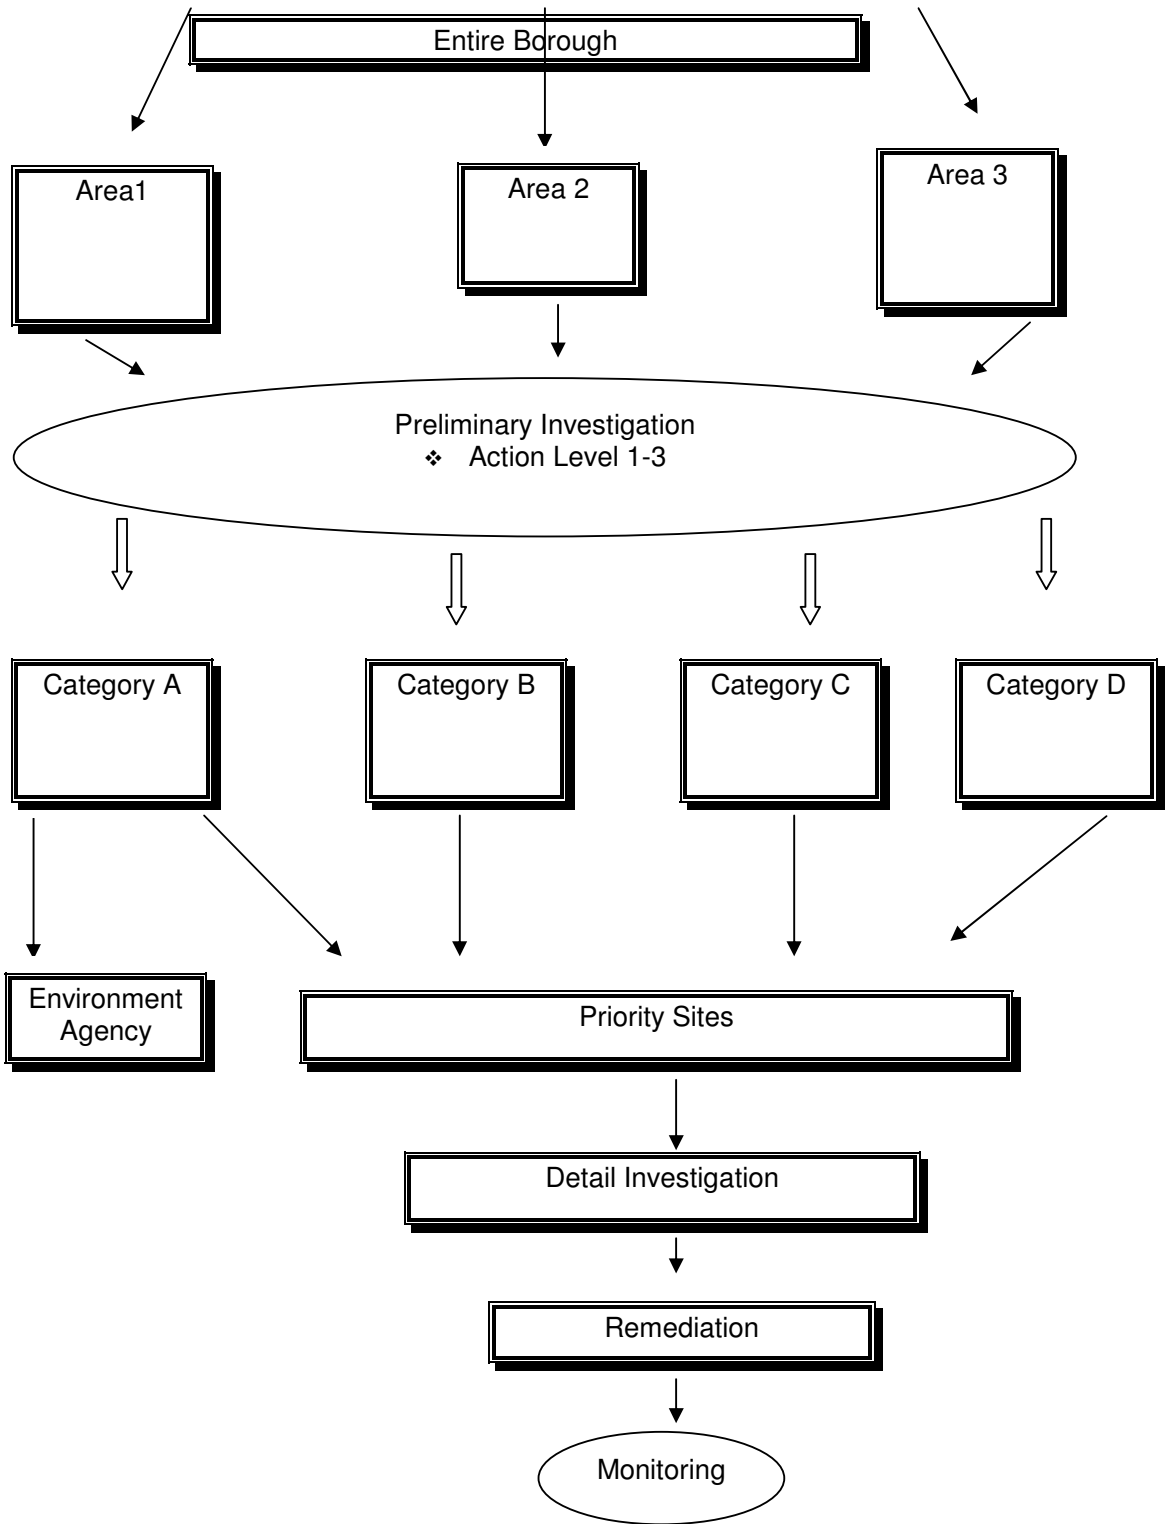 Entire Borough
Area1
Area 2
Area 3
Preliminary Investigation
❖ Action Level 1-3
Category A
Category B
Category C
Category D
Environment
Agency
Priority Sites
Detail Investigation
Remediation
Monitoring